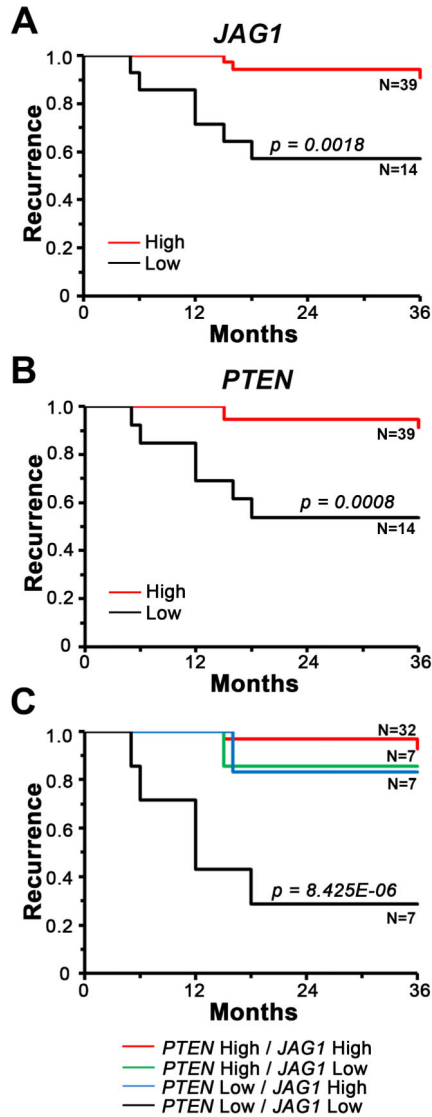 A
JAG1
1.0
0.8
0.6
0.4
0.2
0
Recurrence
N=39
p = 0.0018
N=14
High
Low
0 12 24 36
Months
B
PTEN
1.0
0.8
0.6
0.4
0.2
0
Recurrence
N=39
p = 0.0008
N=14
High
Low
0 12 24 36
Months
C
1.0
0.8
0.6
0.4
0.2
0
Recurrence
N=32
N=7
N=7
p = 8.425E-06
N=7
0 12 24 36
Months
PTEN High / JAG1 High
PTEN High / JAG1 Low
PTEN Low / JAG1 High
PTEN Low / JAG1 Low